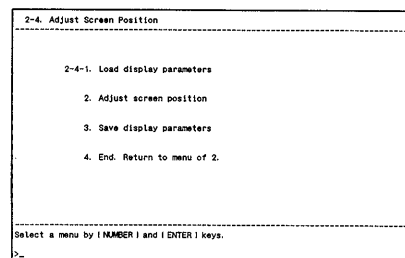 2-4. Adjust Screen Position
2-4-1. Load display parameters
2. Adjust screen position
3. Save display parameters
4. End. Return to menu of 2.
Select a menu by | NUMBER | and | ENTER | keys.
>_